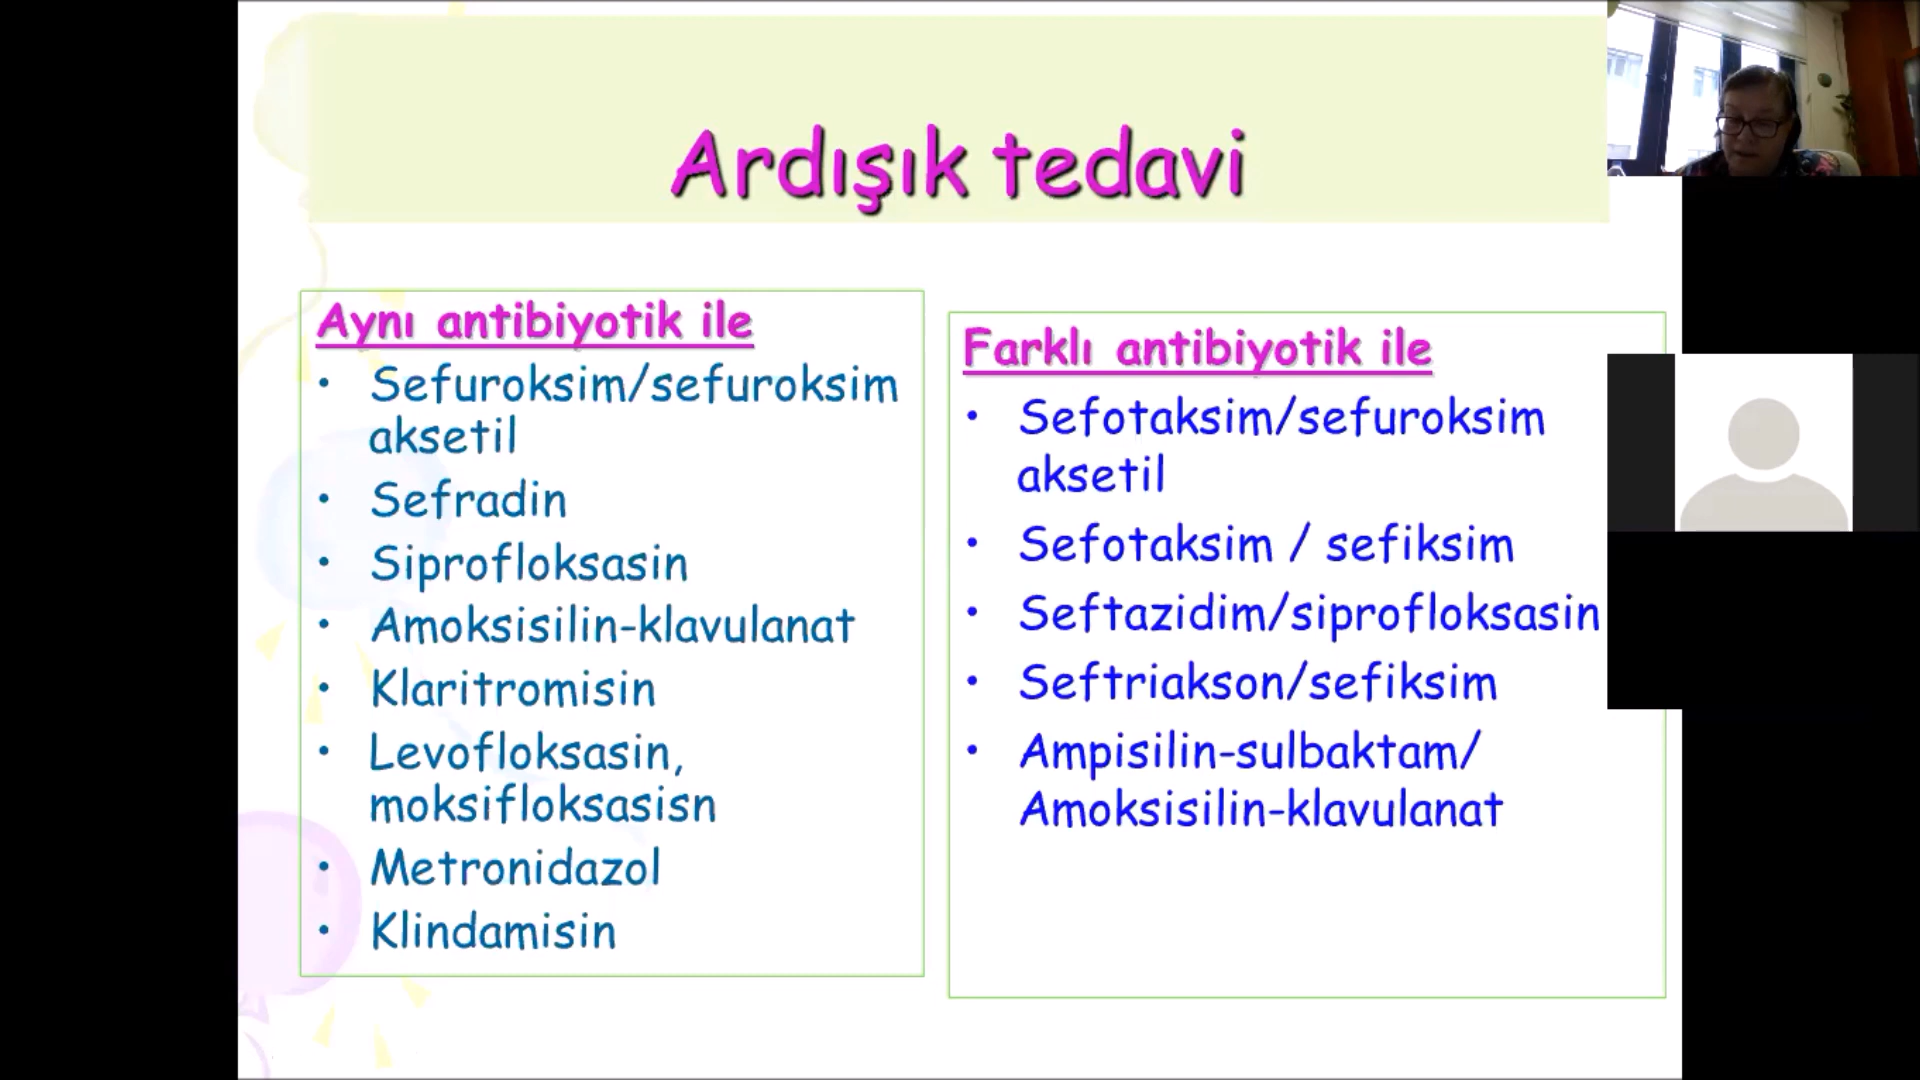 Ardışık tedavi
Aynı antibiyotik ile
• Sefuroksim/sefuroksim
aksetil
• Sefradin
• Siprofloksasin
• Amoksisilin-klavulanat
• Klaritromisin
• Levofloksasin,
moksifloksasisn
• Metronidazol
• Klindamisin
Farklı antibiyotik ile
• Sefotaksim/sefuroksim
aksetil
• Sefotaksim / sefiksim
• Seftazidim/siprofloksasin
• Seftriakson/sefiksim
• Ampisilin-sulbaktam/
Amoksisilin-klavulanat